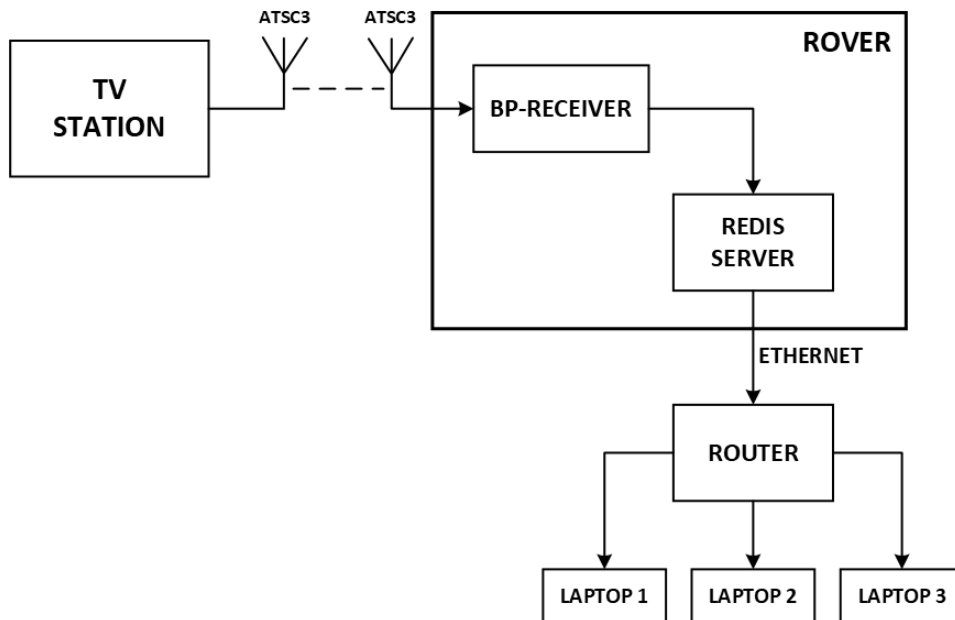 ATSC3
ATSC3
ROVER
TV
STATION
BP-RECEIVER
REDIS
SERVER
ETHERNET
ROUTER
LAPTOP 1
LAPTOP 2
LAPTOP 3